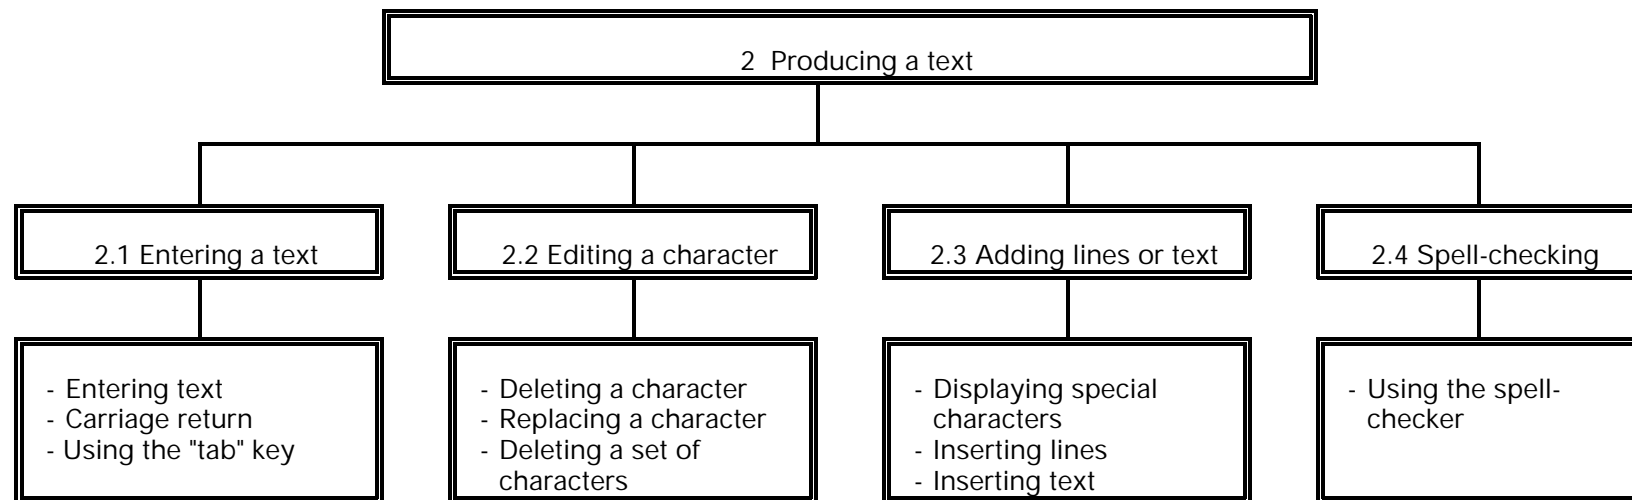 2 Producing a text
2.1 Entering a text
2.2 Editing a character
2.3 Adding lines or text
2.4 Spell-checking
- Entering text
- Carriage return
- Using the "tab" key
- Deleting a character
- Replacing a character
- Deleting a set of
characters
- Displaying special
characters
- Inserting lines
- Inserting text
- Using the spell-
checker